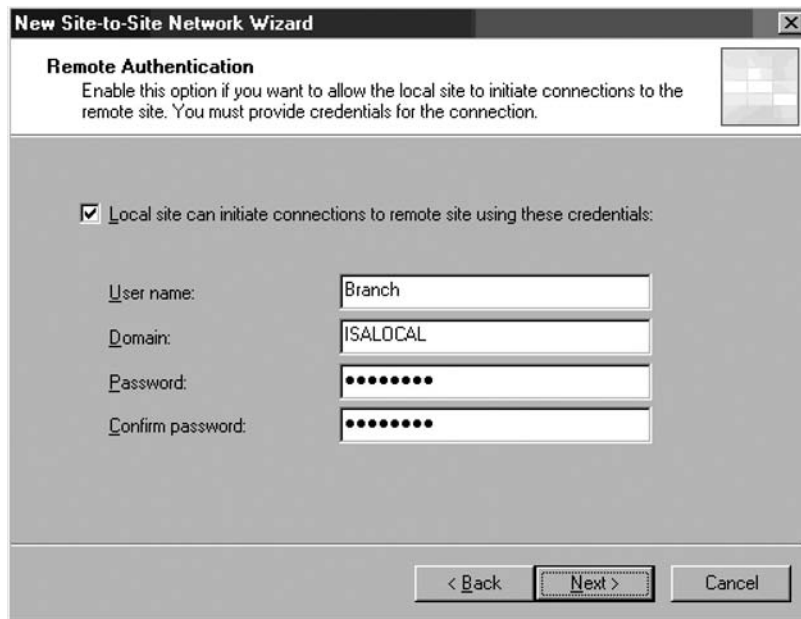 New Site-to-Site Network Wizard
Remote Authentication
Enable this option if you want to allow the local site to initiate connections to the
remote site. You must provide credentials for the connection.
Local site can initiate connections to remote site using these credentials:
User name:
Branch
Domain:
ISALOCAL
Password:
••••••••
Confirm password:
••••••••
< Back
Next >
Cancel